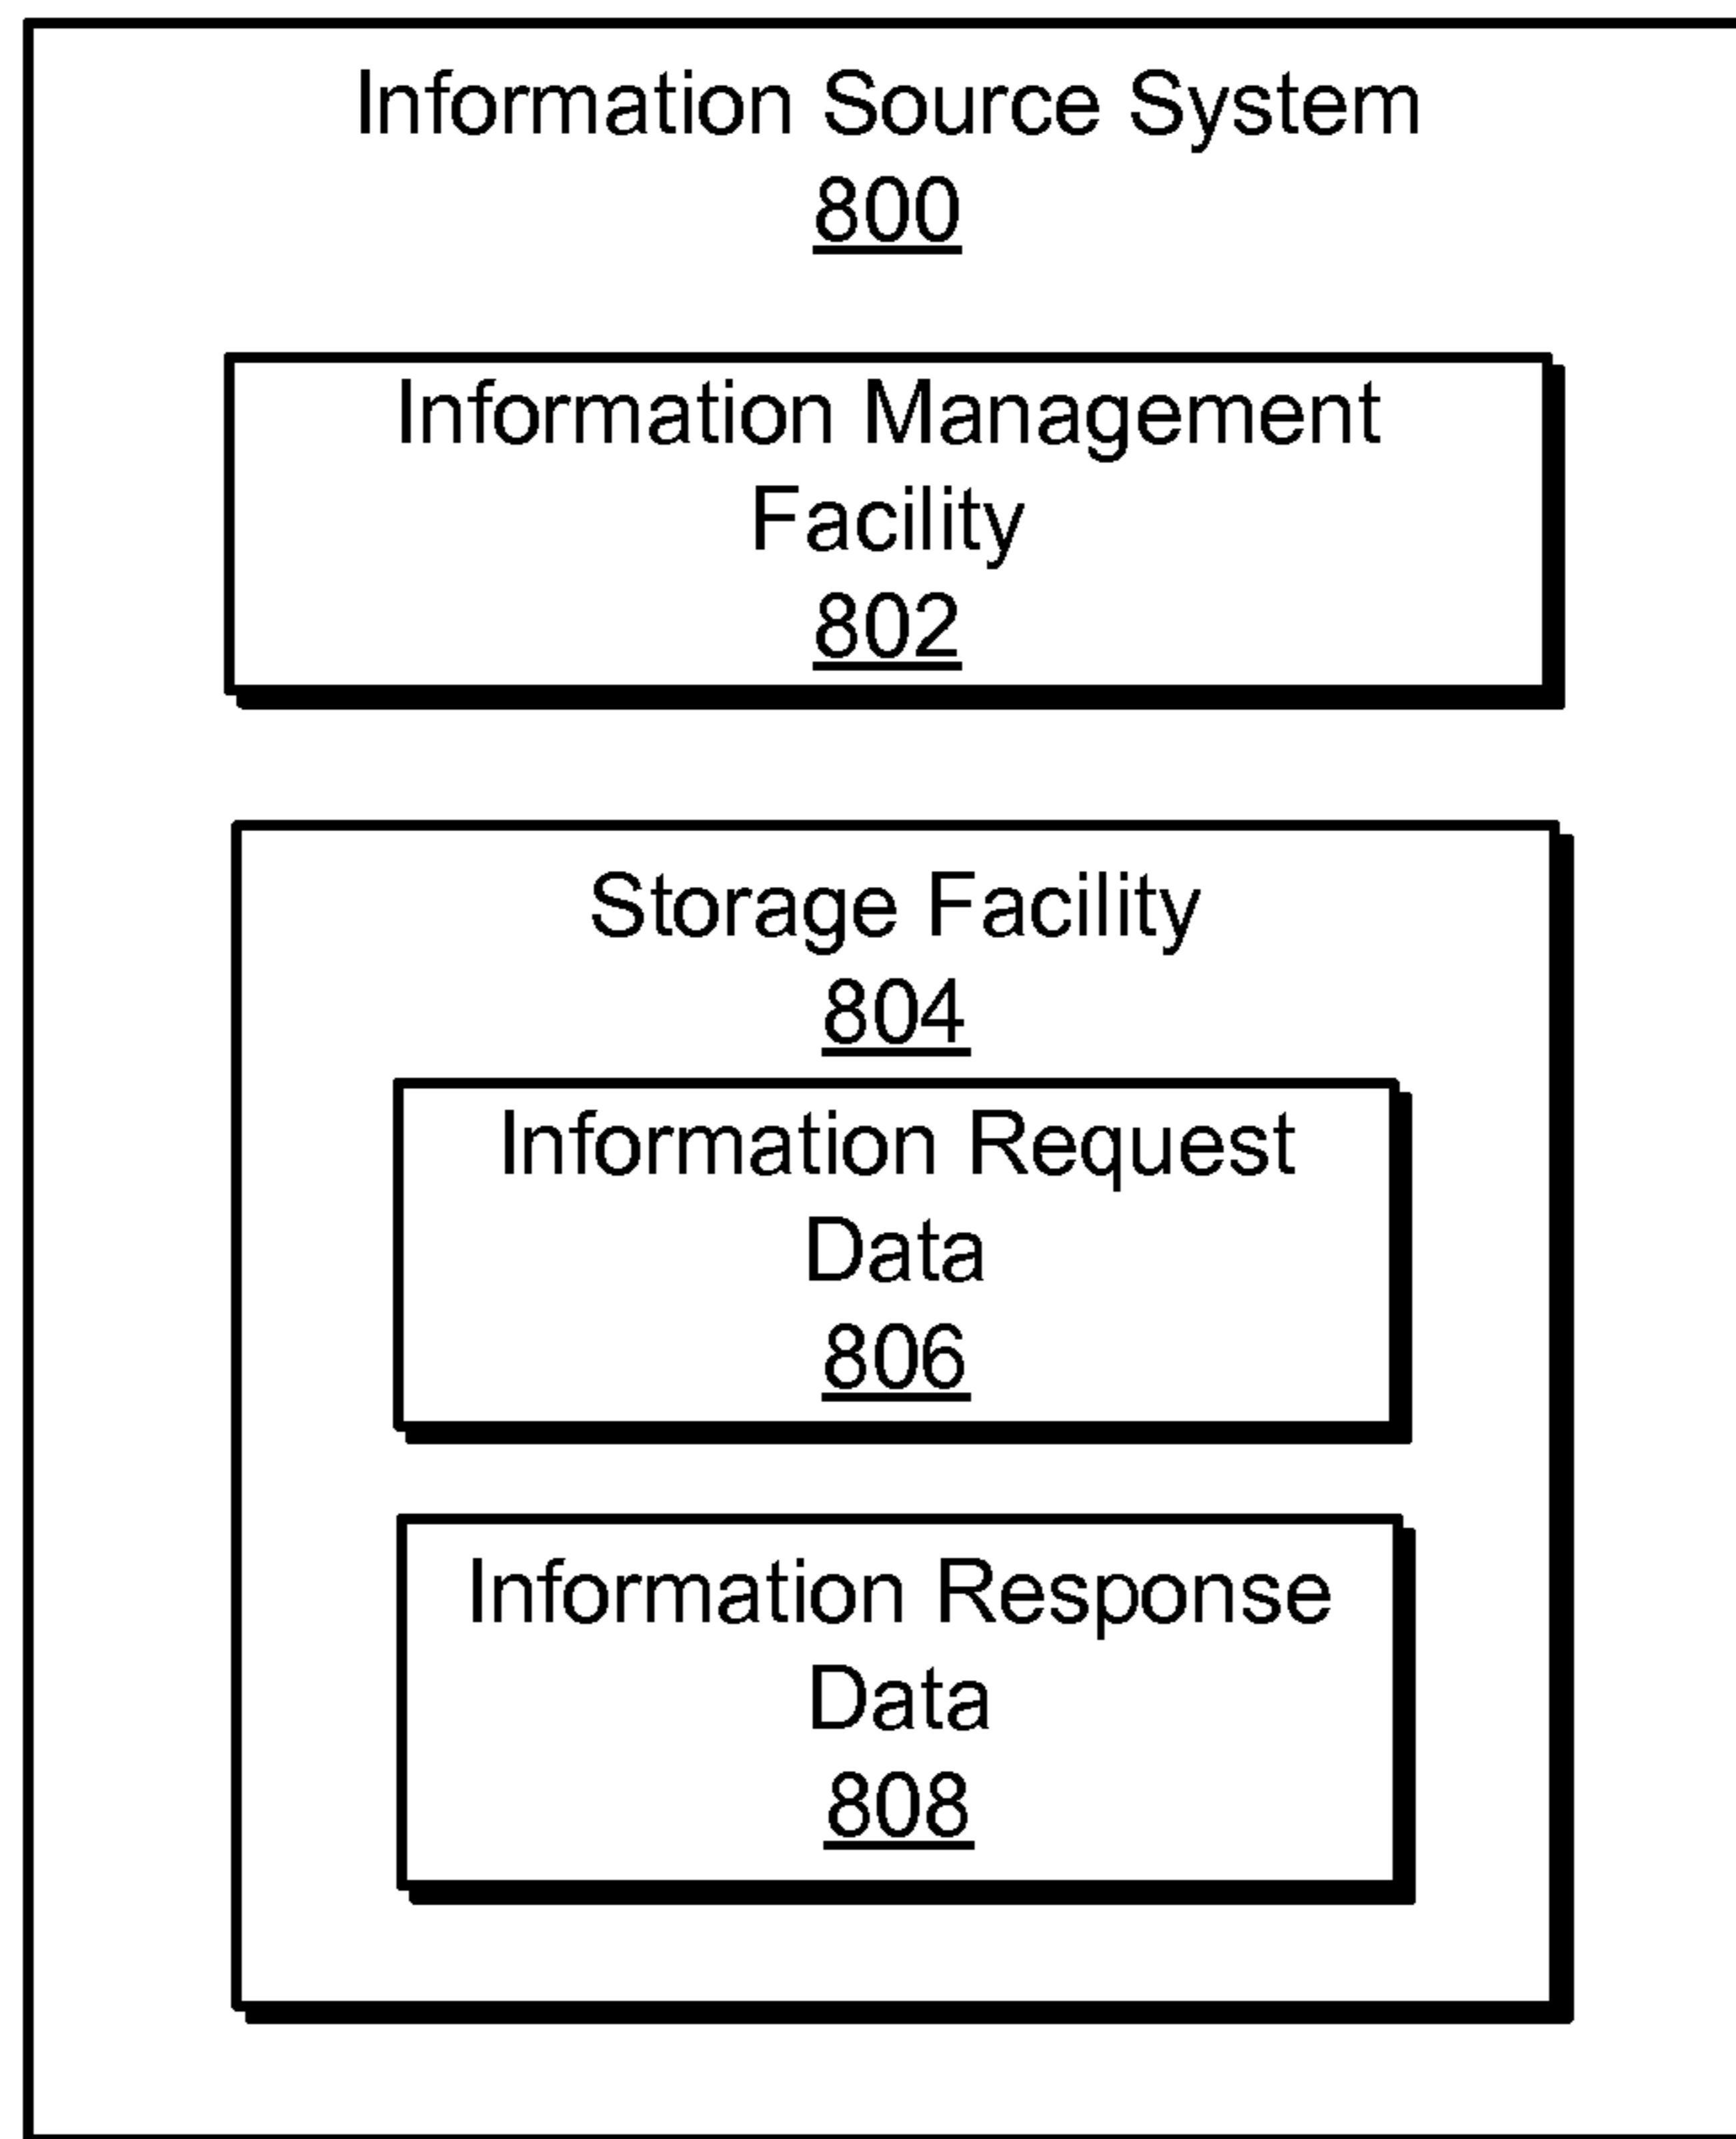 Information Source System
800
Information Management
Facility
802
Storage Facility
804
Information Request
Data
806
Information Response
Data
808